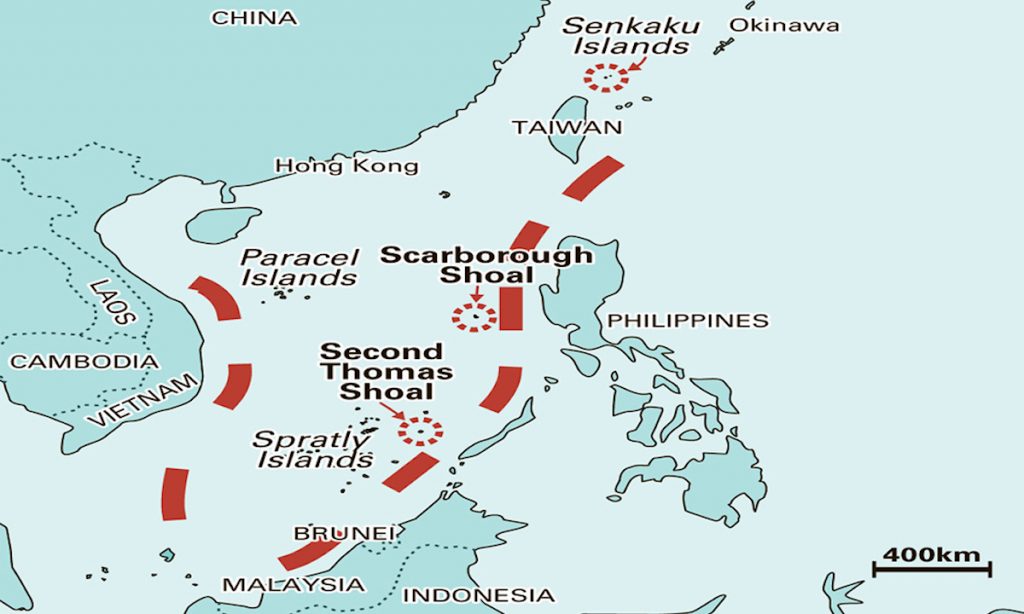 CHINA
Senkaku
Islands
Okinawa
TAIWAN
Hong Kong
Paracel
Islands
Scarborough
Shoal
LAOS
PHILIPPINES
CAMBODIA
VIETNAM
Second
Thomas
Shoal
Spratly
Islands
BRUNEI
MALAYSIA
INDONESIA
400km